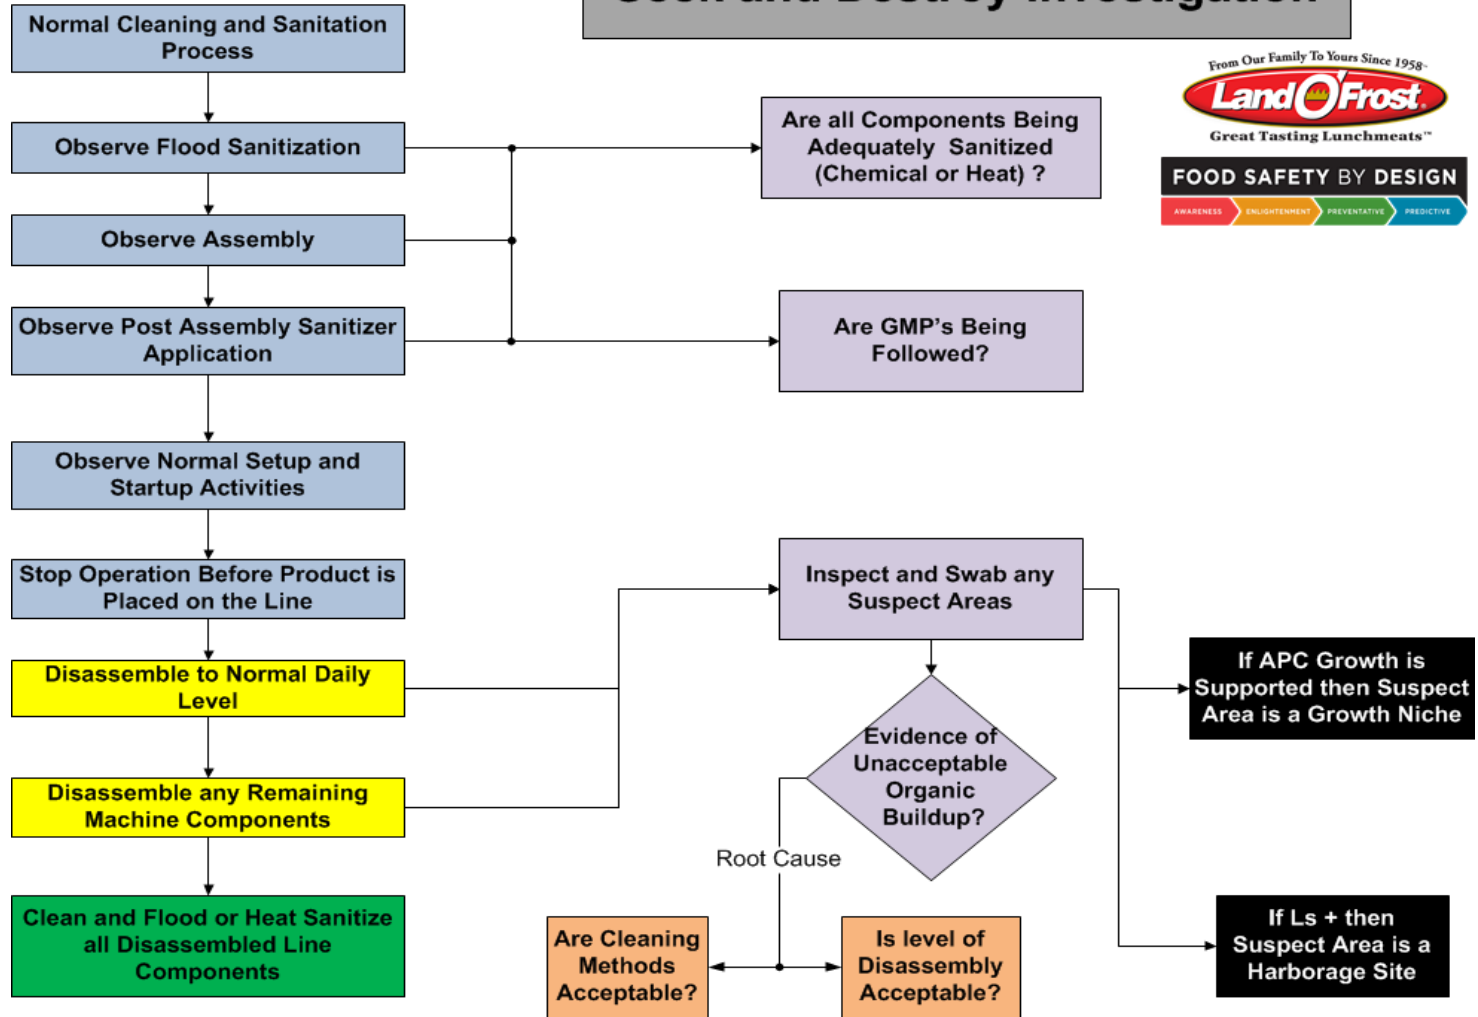 Seek and Destroy Investigation
Normal Cleaning and Sanitation
Process
Observe Flood Sanitization
Observe Assembly
Observe Post Assembly Sanitizer
Application
Observe Normal Setup and
Startup Activities
Stop Operation Before Product is
Placed on the Line
Disassemble to Normal Daily
Level
Disassemble any Remaining
Machine Components
Clean and Flood or Heat Sanitize
all Disassembled Line
Components
Are all Components Being
Adequately Sanitized
(Chemical or Heat) ?
Are GMP's Being
Followed?
Inspect and Swab any
Suspect Areas
Evidence of
Unacceptable
Organic
Buildup?
Root Cause
Are Cleaning
Methods
Acceptable?
Is level of
Disassembly
Acceptable?
From Our Family To Yours Since 1958™
Land O'Frost
Great Tasting Lunchmeats™
FOOD SAFETY BY DESIGN
AWARENESS
ENLIGHTENMENT
PREVENTATIVE
PREDICTIVE
If APC Growth is
Supported then Suspect
Area is a Growth Niche
If Ls + then
Suspect Area is a
Harborage Site